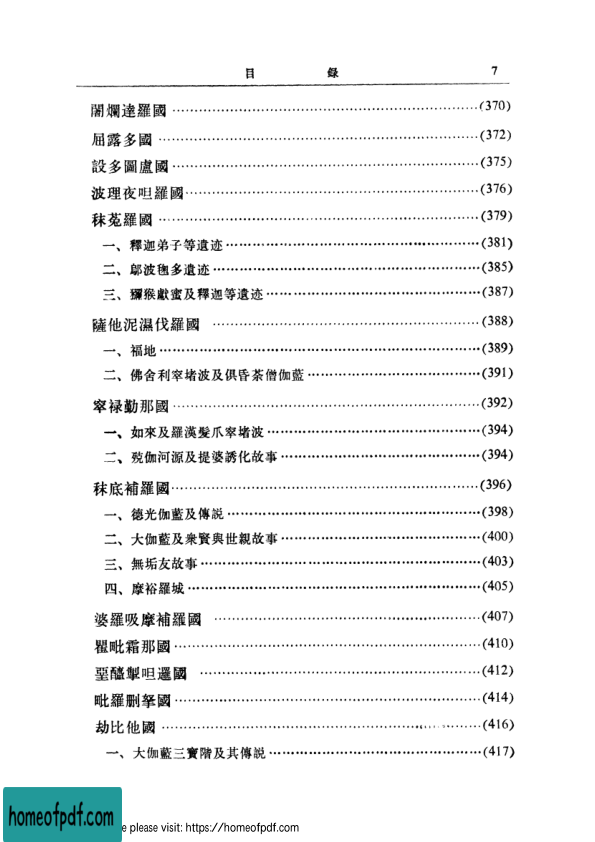 目 錄 7
闍爛達羅國 (370)
屈露多國 (372)
設多圖盧國 (375)
波理夜呾羅國 (376)
秣菟羅國 (379)
一、釋迦弟子等遺迹 (381)
二、鄔波毱多遺迹 (385)
三、獼猴獻蜜及釋迦等遺迹 (387)
薩他泥濕伐羅國 (388)
一、福地 (389)
二、佛舍利窣堵波及俱昏荼僧伽藍 (391)
窣禄勤那國 (392)
一、如來及羅漢髮爪窣堵波 (394)
二、殑伽河源及提婆誘化故事 (394)
秣底補羅國 (396)
一、德光伽藍及傳説 (398)
二、大伽藍及衆賢與世親故事 (400)
三、無垢友故事 (403)
四、摩裕羅城 (405)
婆羅吸摩補羅國 (407)
瞿毗霜那國 (410)
堊醯掣呾邏國 (412)
毗羅删拏國 (414)
劫比他國 (416)
一、大伽藍三寶階及其傳説 (417)
homeofpdf.com
e please visit: https://homeofpdf.com